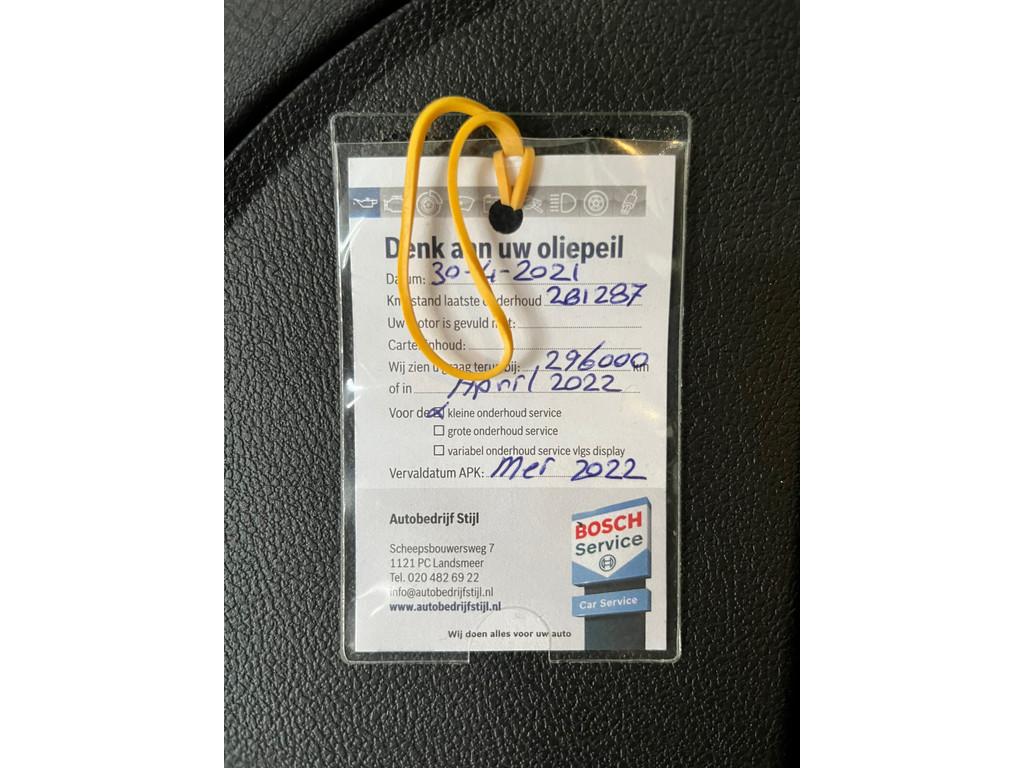 Denk aan uw oliepeil
Datum: 30-4-2021
Kmstand laatste onderhoud 281287
Uw motor is gevuld met:
Carterinhoud:
Wij zien u graag terug bij: 296000 km
of in April 2022
Voor de kleine onderhoud service
grote onderhoud service
variabel onderhoud service vlgs display
Vervaldatum APK: Mei 2022
Autobedrijf Stijl
Scheepsbouwersweg 7
1121 PC Landsmeer
Tel. 020 482 69 22
info@autobedrijfstijl.nl
www.autobedrijfstijl.nl
Wij doen alles voor uw auto
BOSCH
Service
Car Service